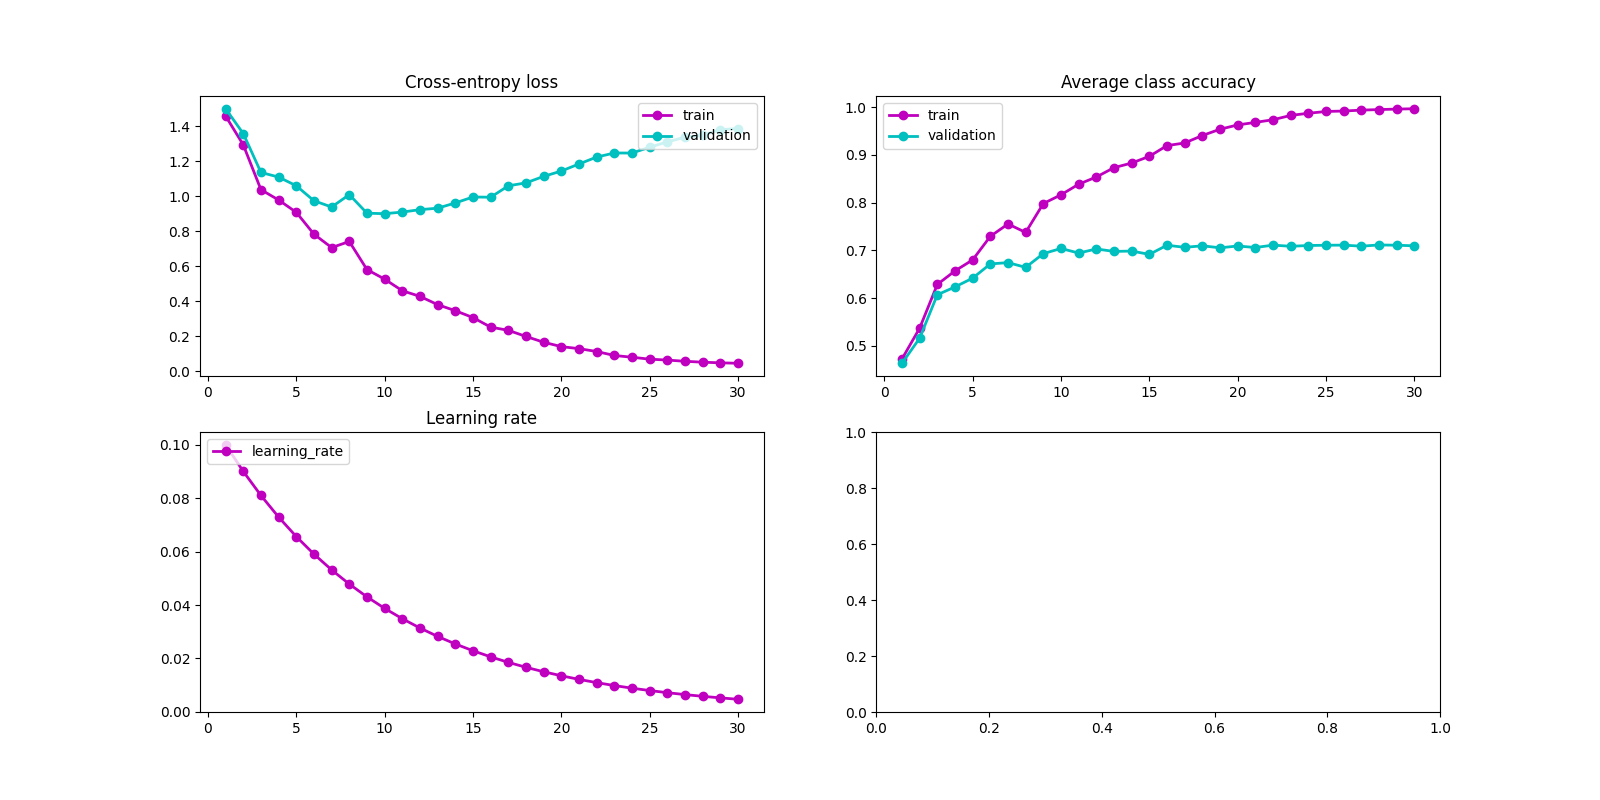 Cross-entropy loss
1.4
1.2
1.0
0.8
0.6
0.4
0.2
0.0
train
validation
0 5 10 15 20 25 30
Average class accuracy
1.0
0.9
0.8
0.7
0.6
0.5
train
validation
0 5 10 15 20 25 30
Learning rate
0.10
0.08
0.06
0.04
0.02
0.00
learning_rate
0 5 10 15 20 25 30
1.0
0.8
0.6
0.4
0.2
0.0
0.0 0.2 0.4 0.6 0.8 1.0